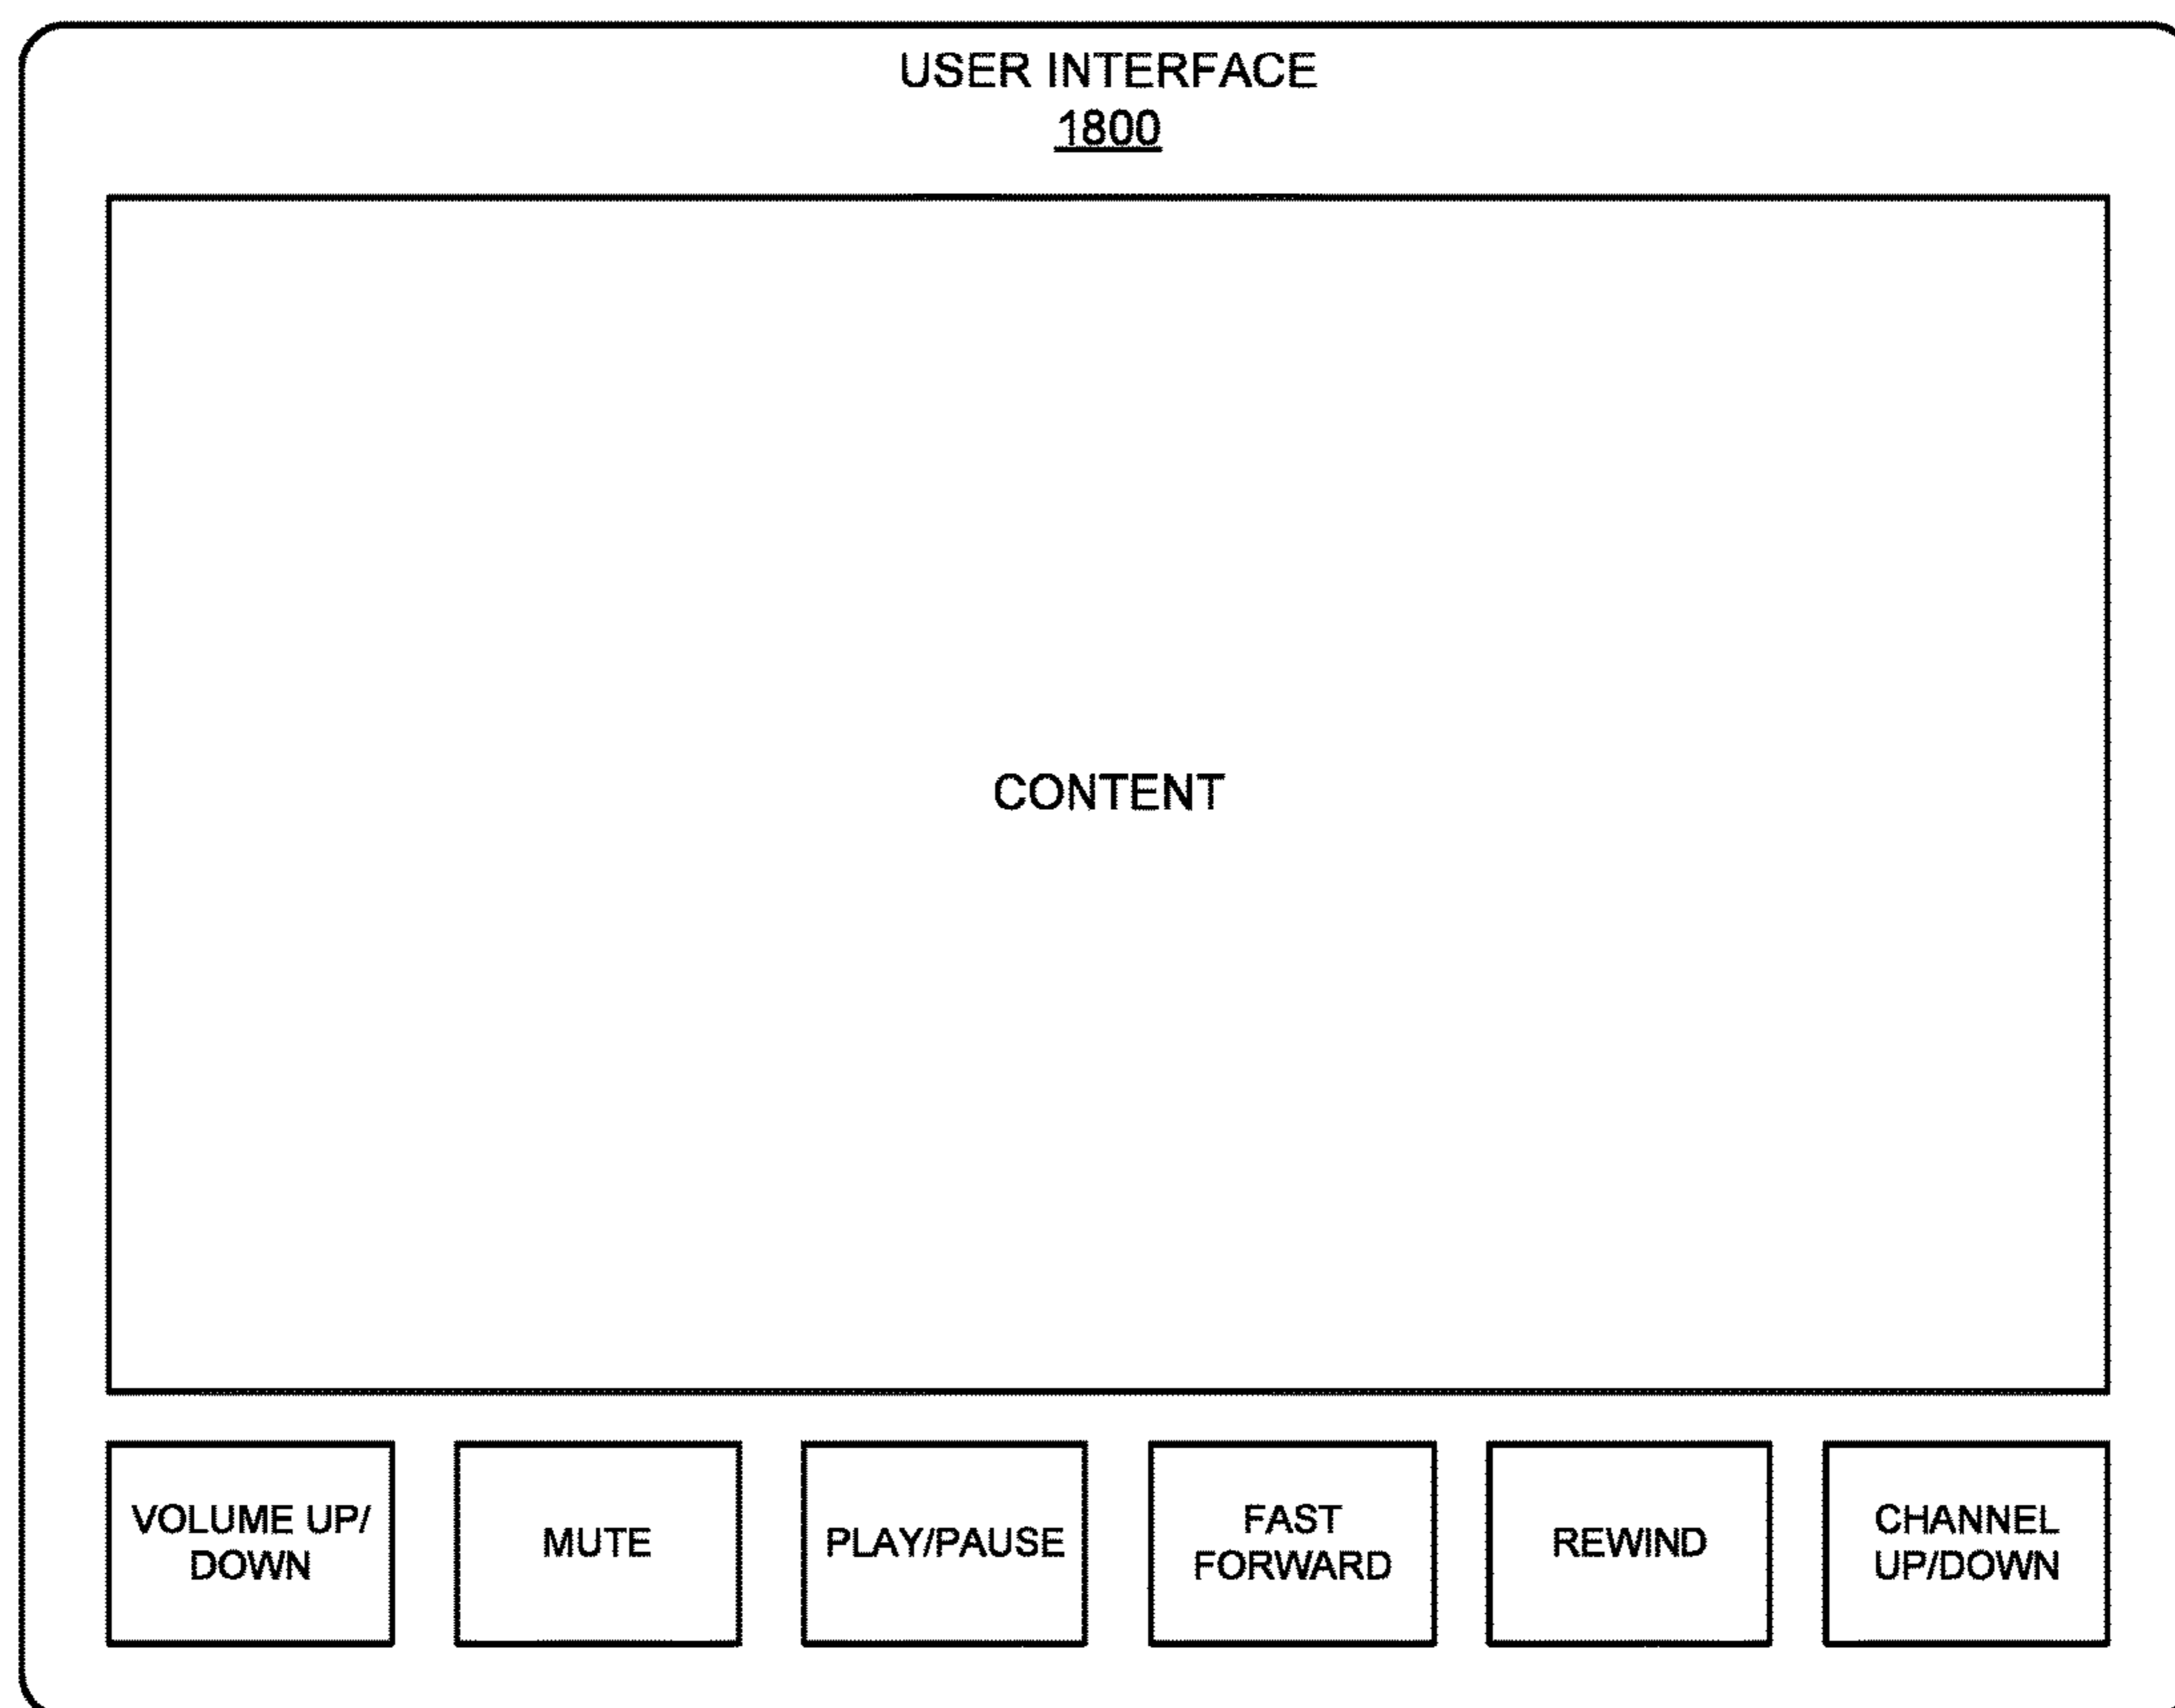 USER INTERFACE
1800
CONTENT
VOLUME UP/
DOWN
MUTE
PLAY/PAUSE
FAST
FORWARD
REWIND
CHANNEL
UP/DOWN